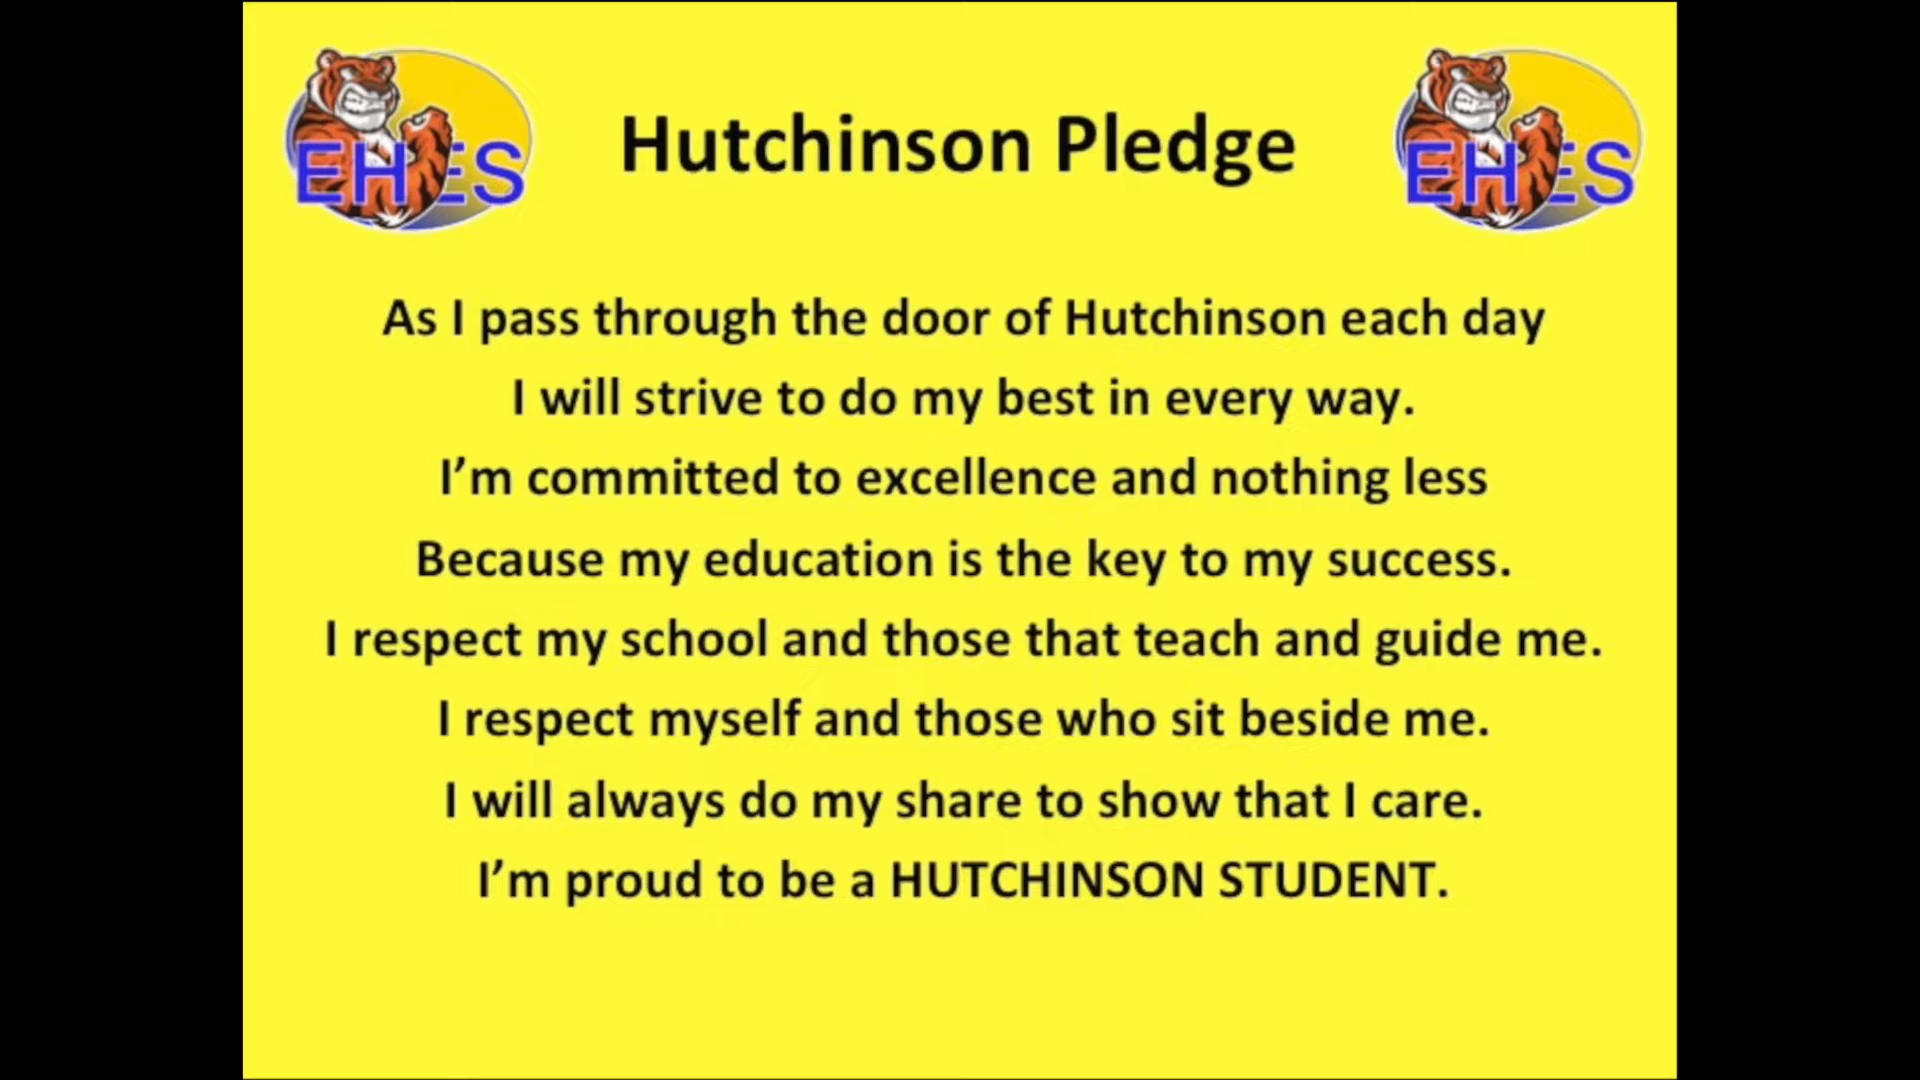 EHES
Hutchinson Pledge
EHES
As I pass through the door of Hutchinson each day
I will strive to do my best in every way.
I’m committed to excellence and nothing less
Because my education is the key to my success.
I respect my school and those that teach and guide me.
I respect myself and those who sit beside me.
I will always do my share to show that I care.
I’m proud to be a HUTCHINSON STUDENT.